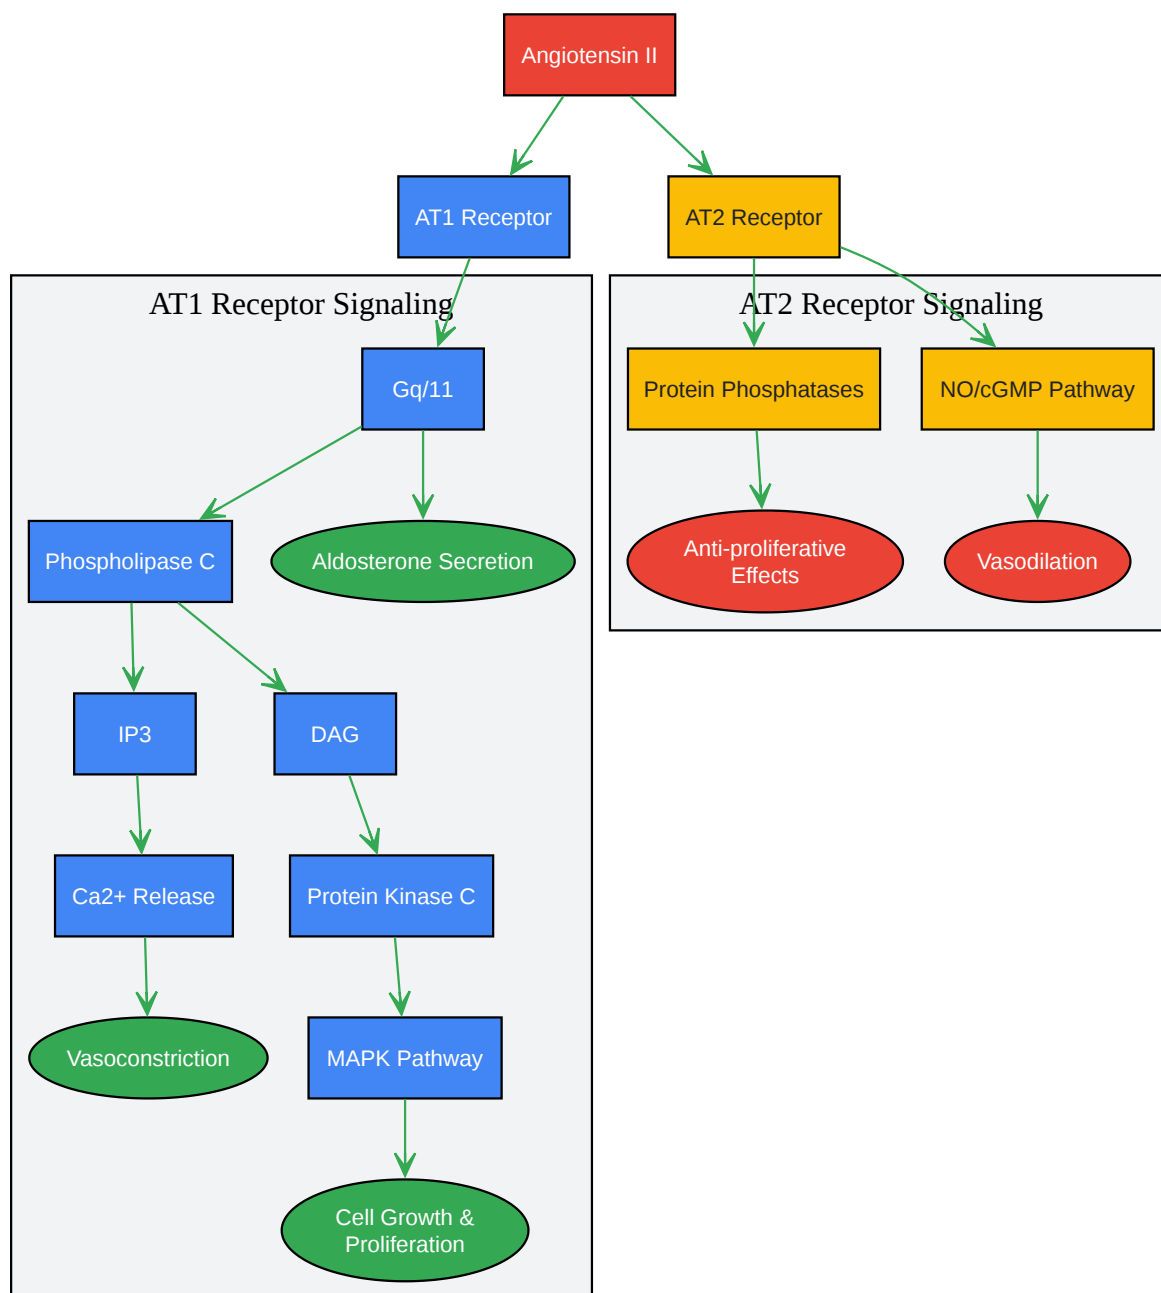 Angiotensin II
AT1 Receptor
AT2 Receptor
AT1 Receptor Signaling
AT2 Receptor Signaling
Gq/11
Protein Phosphatases
NO/cGMP Pathway
Phospholipase C
Aldosterone Secretion
Anti-proliferative
Effects
Vasodilation
IP3
DAG
Ca2+ Release
Protein Kinase C
Vasoconstriction
MAPK Pathway
Cell Growth &
Proliferation